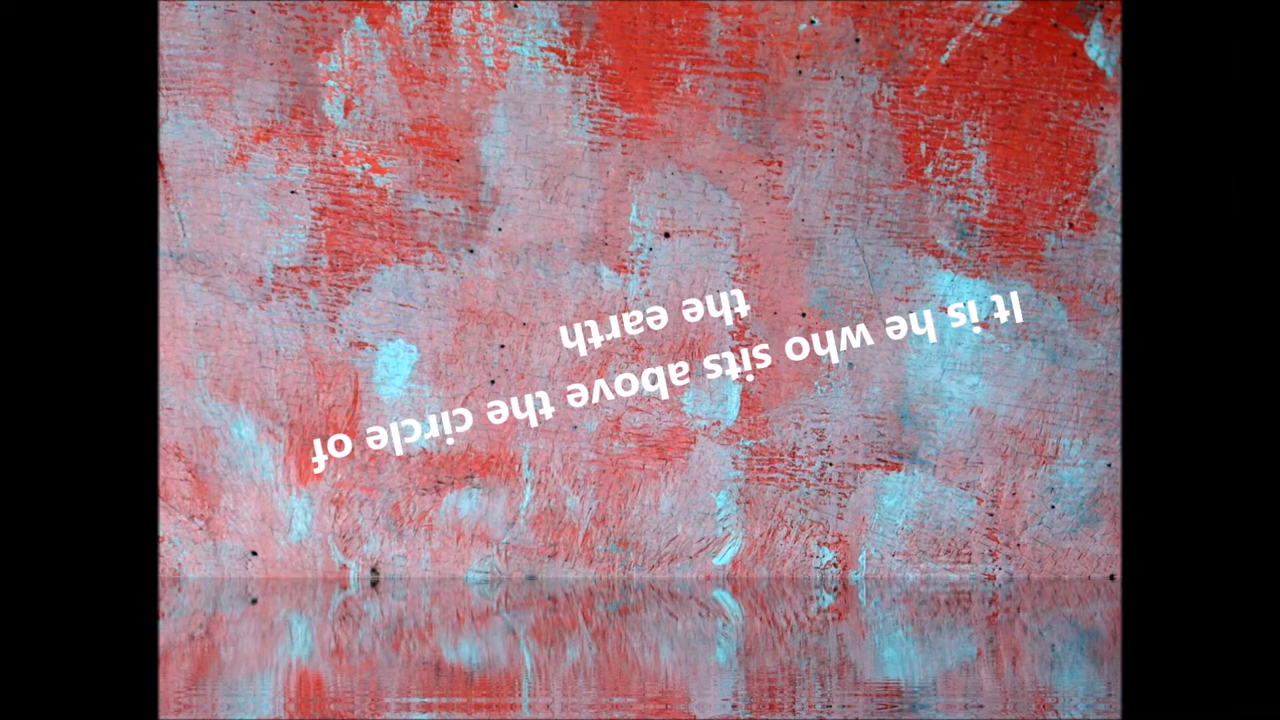 It is he who sits above the circle of
the earth